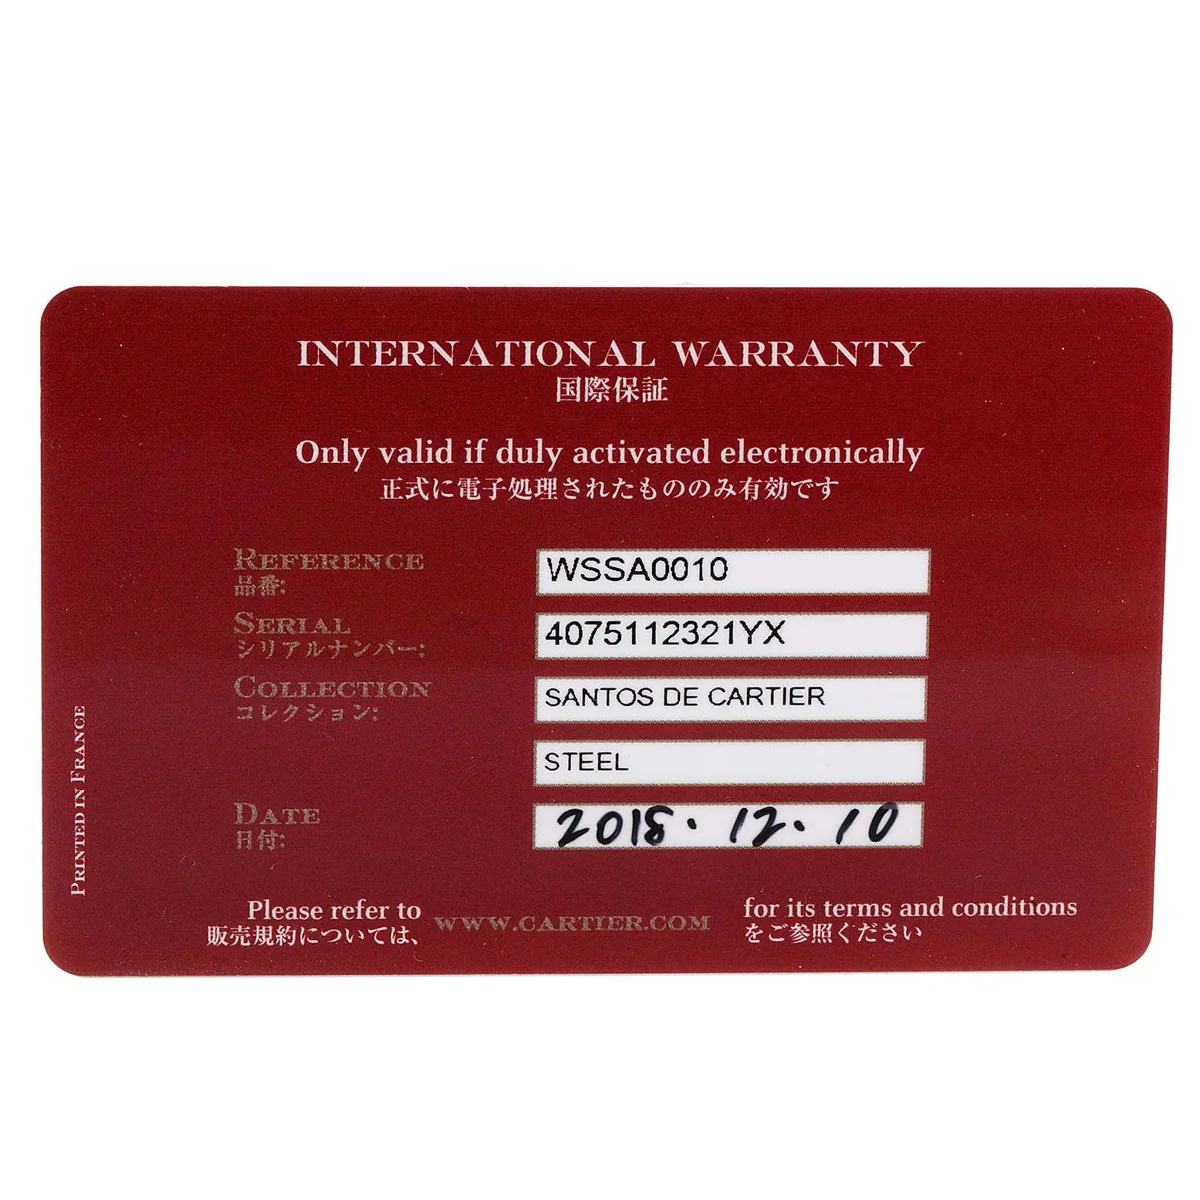 INTERNATIONAL WARRANTY
国際保証
Only valid if duly activated electronically
正式に電子処理されたもののみ有効です
REFERENCE
品番:
WSSA0010
SERIAL
シリアルナンバー:
4075112321YX
COLLECTION
コレクション:
SANTOS DE CARTIER
STEEL
DATE
日付:
2018.12.10
Please refer to WWW.CARTIER.COM for its terms and conditions
販売規約については、 をご参照ください
PRINTED IN FRANCE